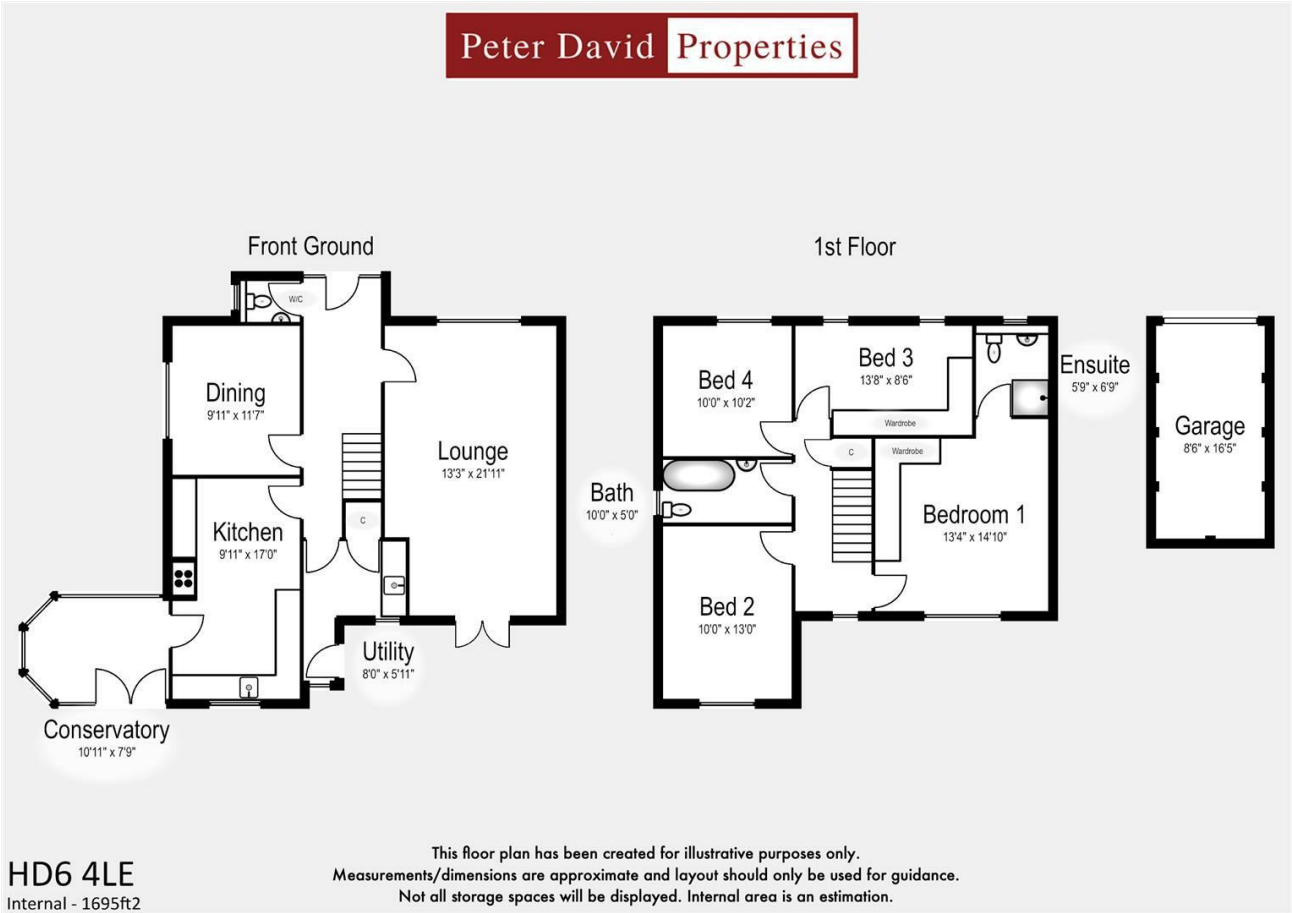 Peter David Properties
Front Ground
1st Floor
W/C
Dining
9'11" x 11'7"
Lounge
13'3" x 21'11"
C
Kitchen
9'11" x 17'0"
Utility
8'0" x 5'11"
Conservatory
10'11" x 7'9"
Bed 4
10'0" x 10'2"
Bed 3
13'8" x 8'6"
Wardrobe
Ensuite
5'9" x 6'9"
C
Wardrobe
Bath
10'0" x 5'0"
Bedroom 1
13'4" x 14'10"
Bed 2
10'0" x 13'0"
Garage
8'6" x 16'5"
HD6 4LE
Internal - 1695ft2
This floor plan has been created for illustrative purposes only.
Measurements/dimensions are approximate and layout should only be used for guidance.
Not all storage spaces will be displayed. Internal area is an estimation.